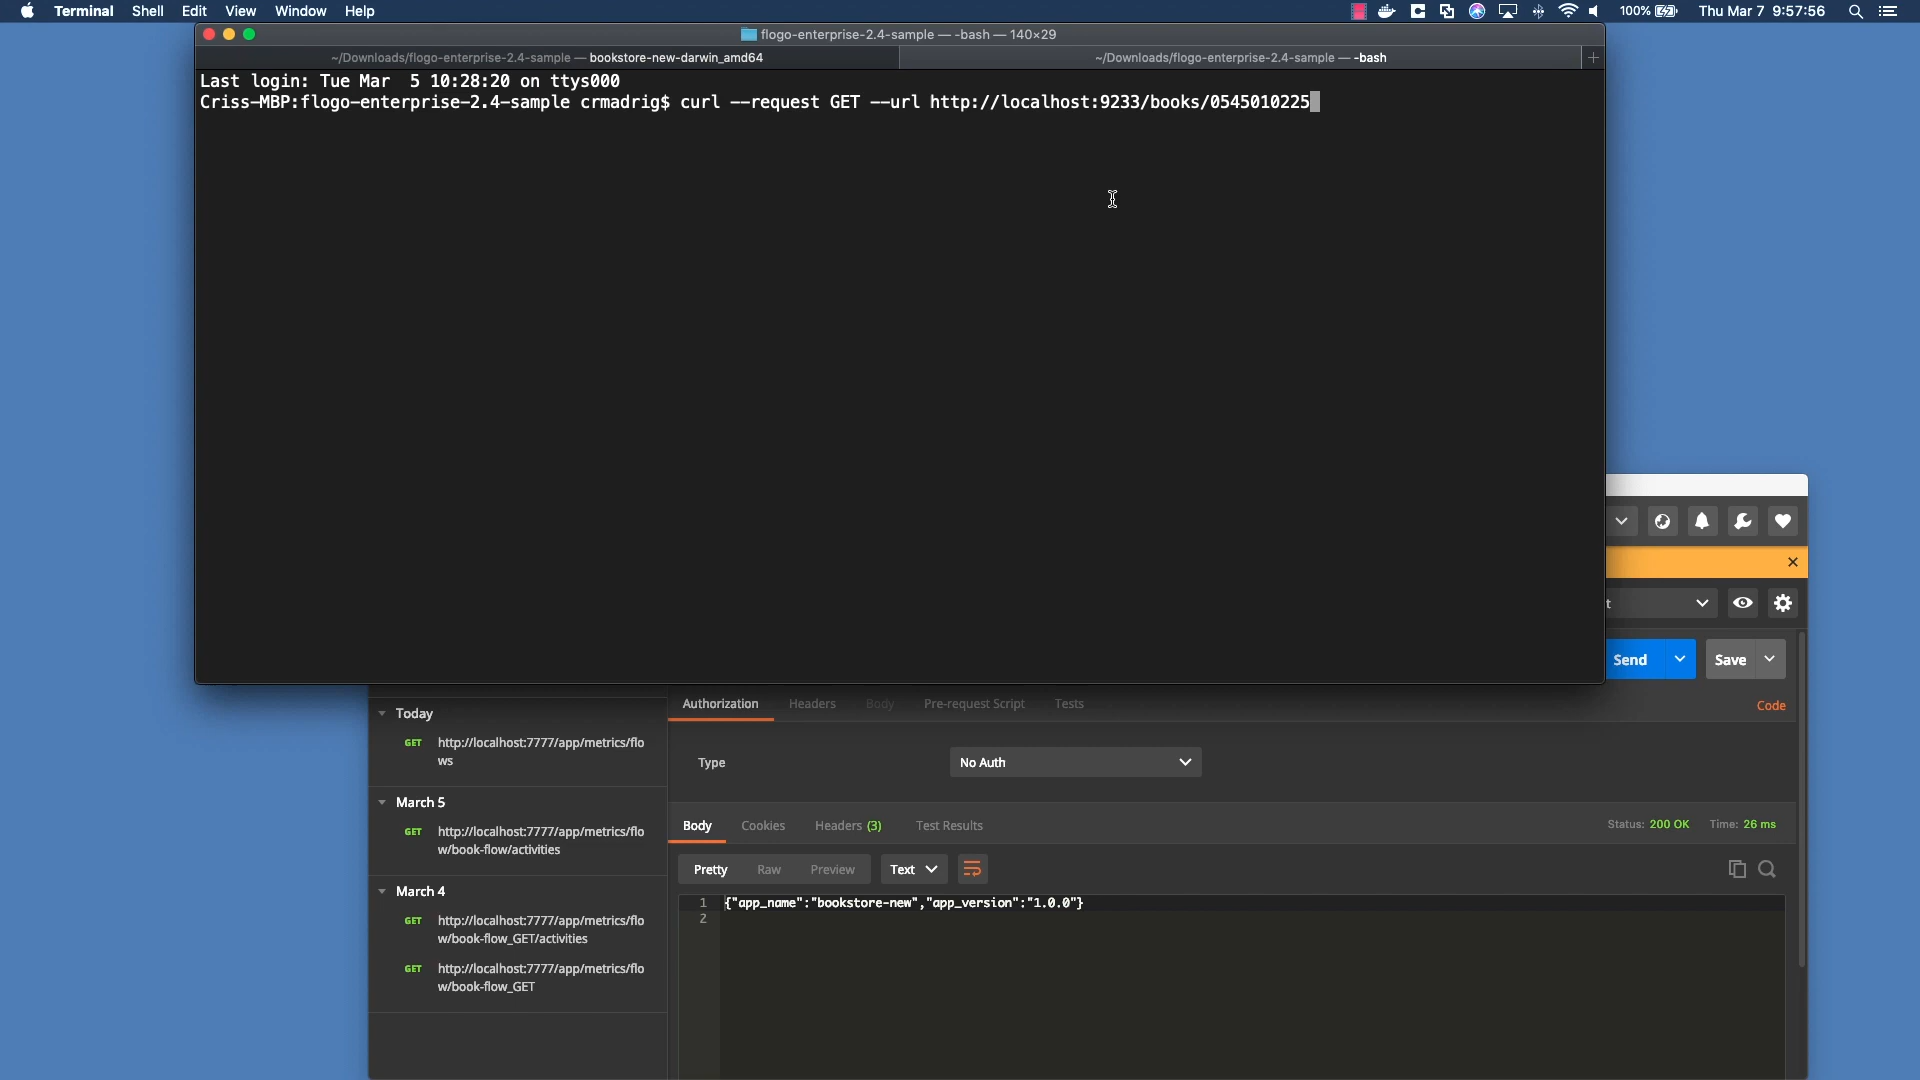 Terminal Shell Edit View Window Help 100% Thu Mar 7 9:57:56
flogo-enterprise-2.4-sample — -bash — 140×29
~/Downloads/flogo-enterprise-2.4-sample — bookstore-new-darwin_amd64
~/Downloads/flogo-enterprise-2.4-sample — -bash
Last login: Tue Mar  5 10:28:20 on ttys000
Criss-MBP:flogo-enterprise-2.4-sample crmadrig$ curl --request GET --url http://localhost:9233/books/0545010225
t
Send Save
Authorization Headers Body Pre-request Script Tests Code
Today
GET http://localhost:7777/app/metrics/flo
ws
March 5
GET http://localhost:7777/app/metrics/flo
w/book-flow/activities
March 4
GET http://localhost:7777/app/metrics/flo
w/book-flow_GET/activities
GET http://localhost:7777/app/metrics/flo
w/book-flow_GET
Type No Auth
Body Cookies Headers (3) Test Results Status: 200 OK Time: 26 ms
Pretty Raw Preview Text
1 {"app_name":"bookstore-new","app_version":"1.0.0"}
2